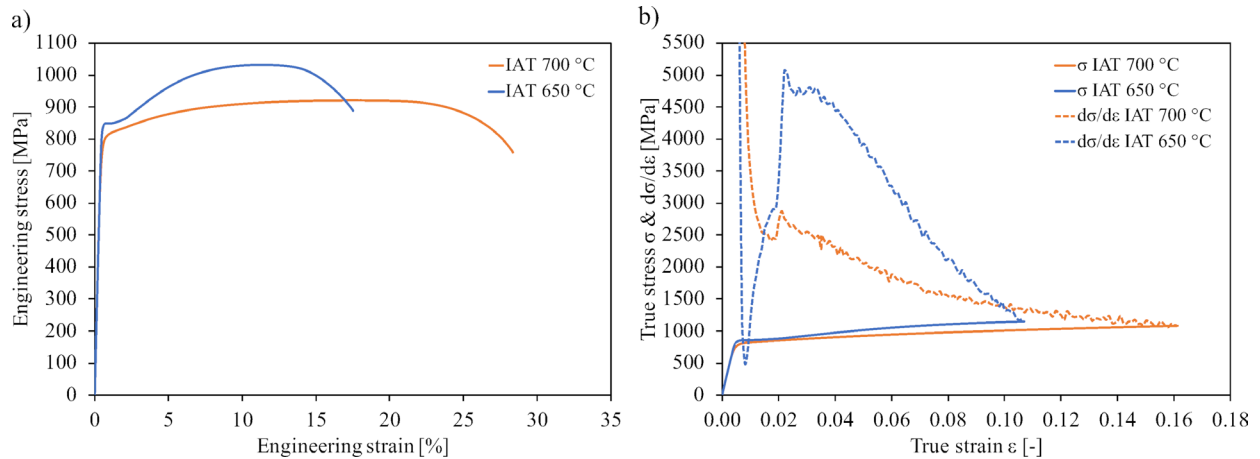 a)
Engineering stress [MPa]
1100
1000
900
800
700
600
500
400
300
200
100
0
0 5 10 15 20 25 30 35
Engineering strain [%]
IAT 700 °C
IAT 650 °C
b)
True stress σ & dσ/dε [MPa]
5500
5000
4500
4000
3500
3000
2500
2000
1500
1000
500
0
0.00 0.02 0.04 0.06 0.08 0.10 0.12 0.14 0.16 0.18
True strain ε [-]
σ IAT 700 °C
σ IAT 650 °C
dσ/dε IAT 700 °C
dσ/dε IAT 650 °C